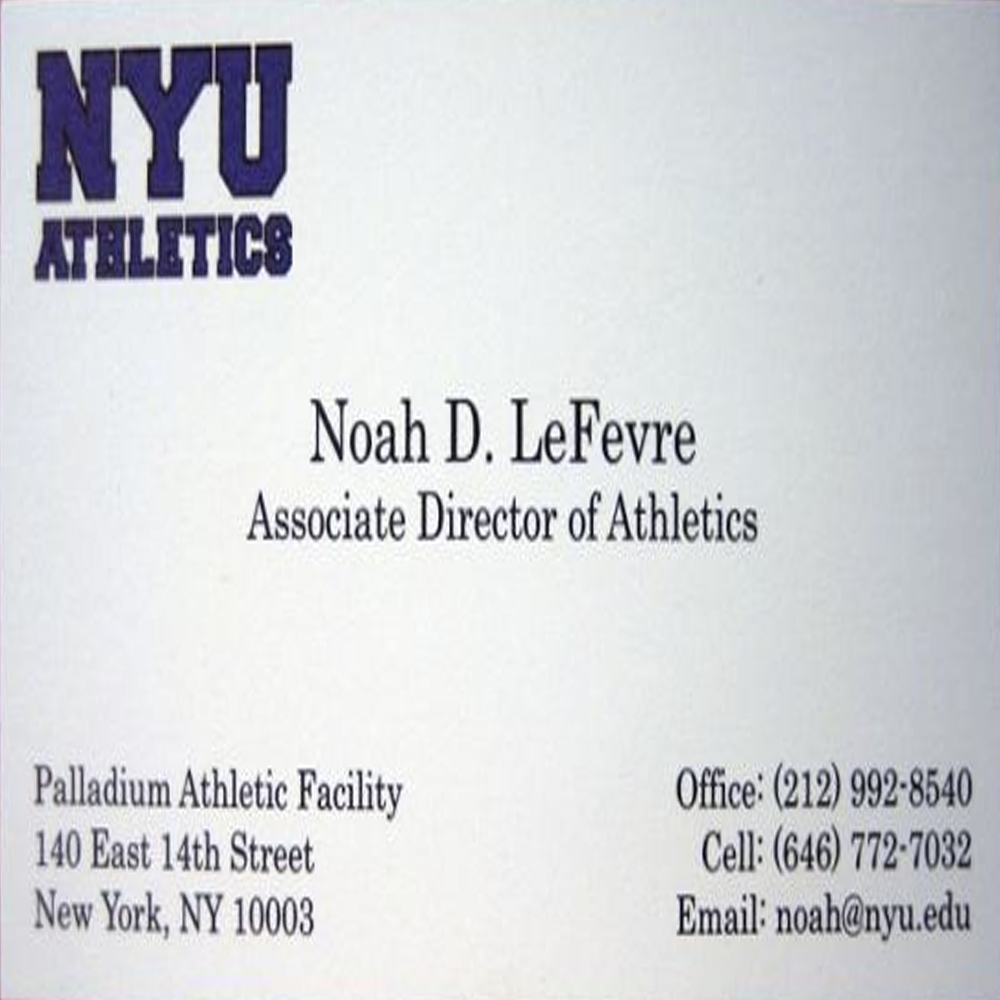 NYU
ATHLETICS
Noah D. LeFevre
Associate Director of Athletics
Palladium Athletic Facility
140 East 14th Street
New York, NY 10003
Office: (212) 992-8540
Cell: (646) 772-7032
Email: noah@nyu.edu